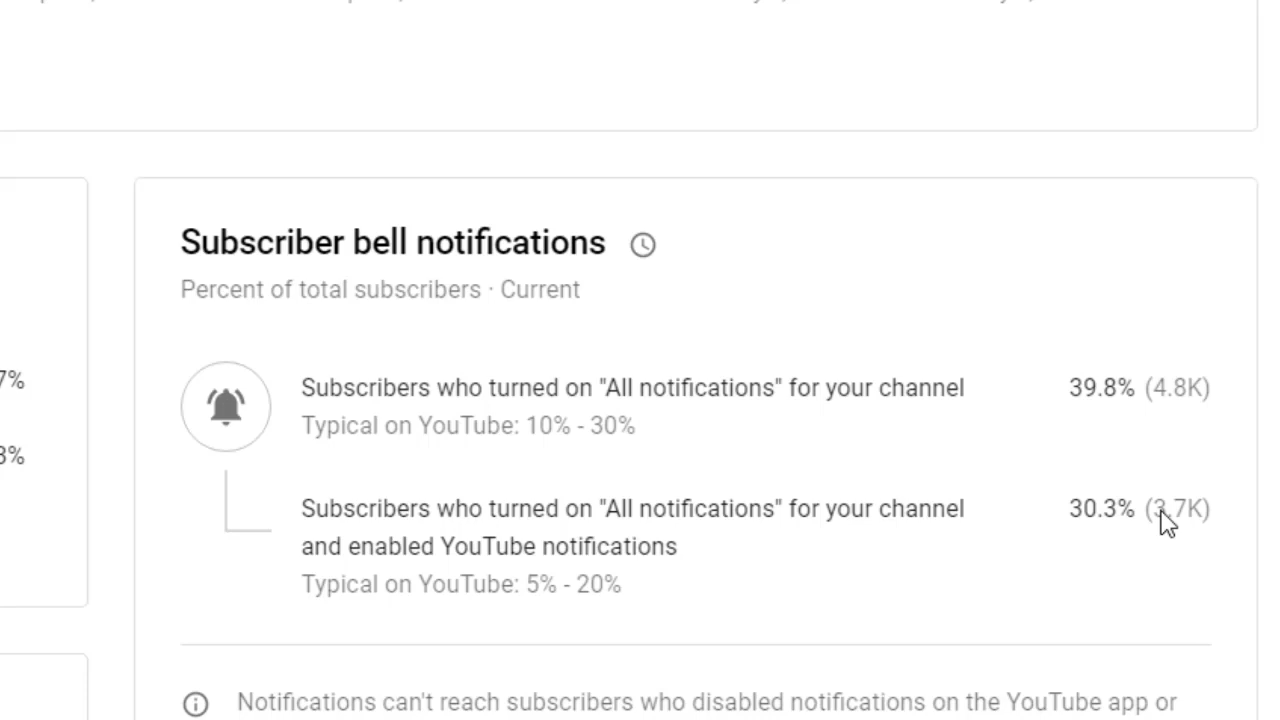 Subscriber bell notifications
Percent of total subscribers · Current
7%
Subscribers who turned on "All notifications" for your channel 39.8% (4.8K)
Typical on YouTube: 10% - 30%
3%
Subscribers who turned on "All notifications" for your channel 30.3% (3.7K)
and enabled YouTube notifications
Typical on YouTube: 5% - 20%
Notifications can't reach subscribers who disabled notifications on the YouTube app or